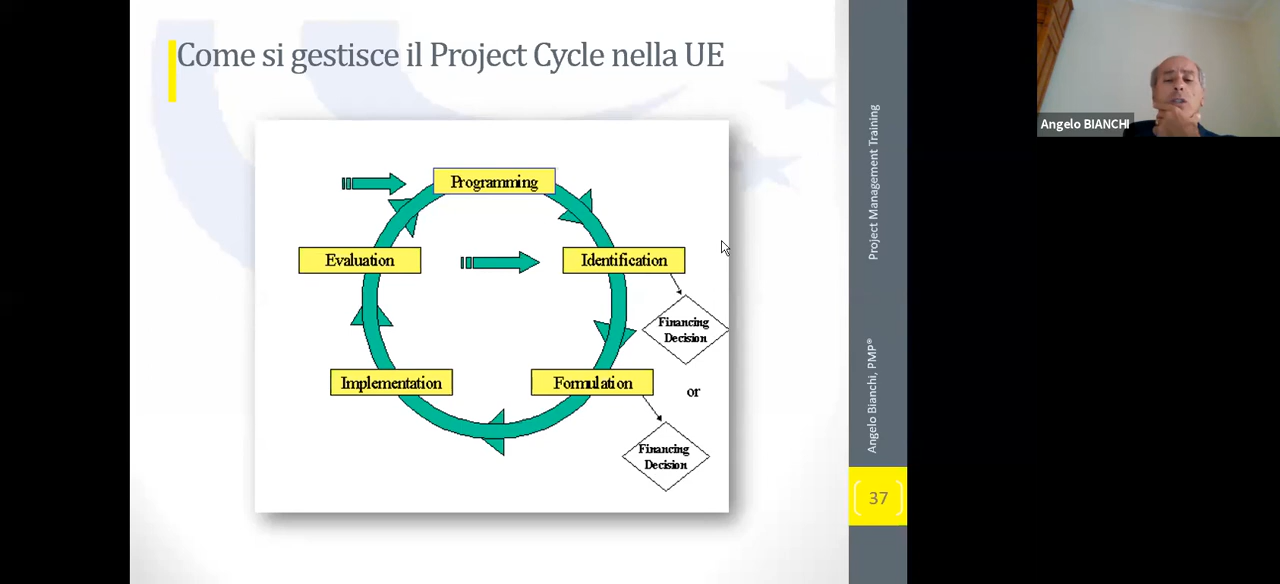 Come si gestisce il Project Cycle nella UE
Programming
Evaluation
Identification
Financing
Decision
Implementation
Formulation
or
Financing
Decision
Project Management Training
Angelo Bianchi, PMP®
37
Angelo BIANCHI